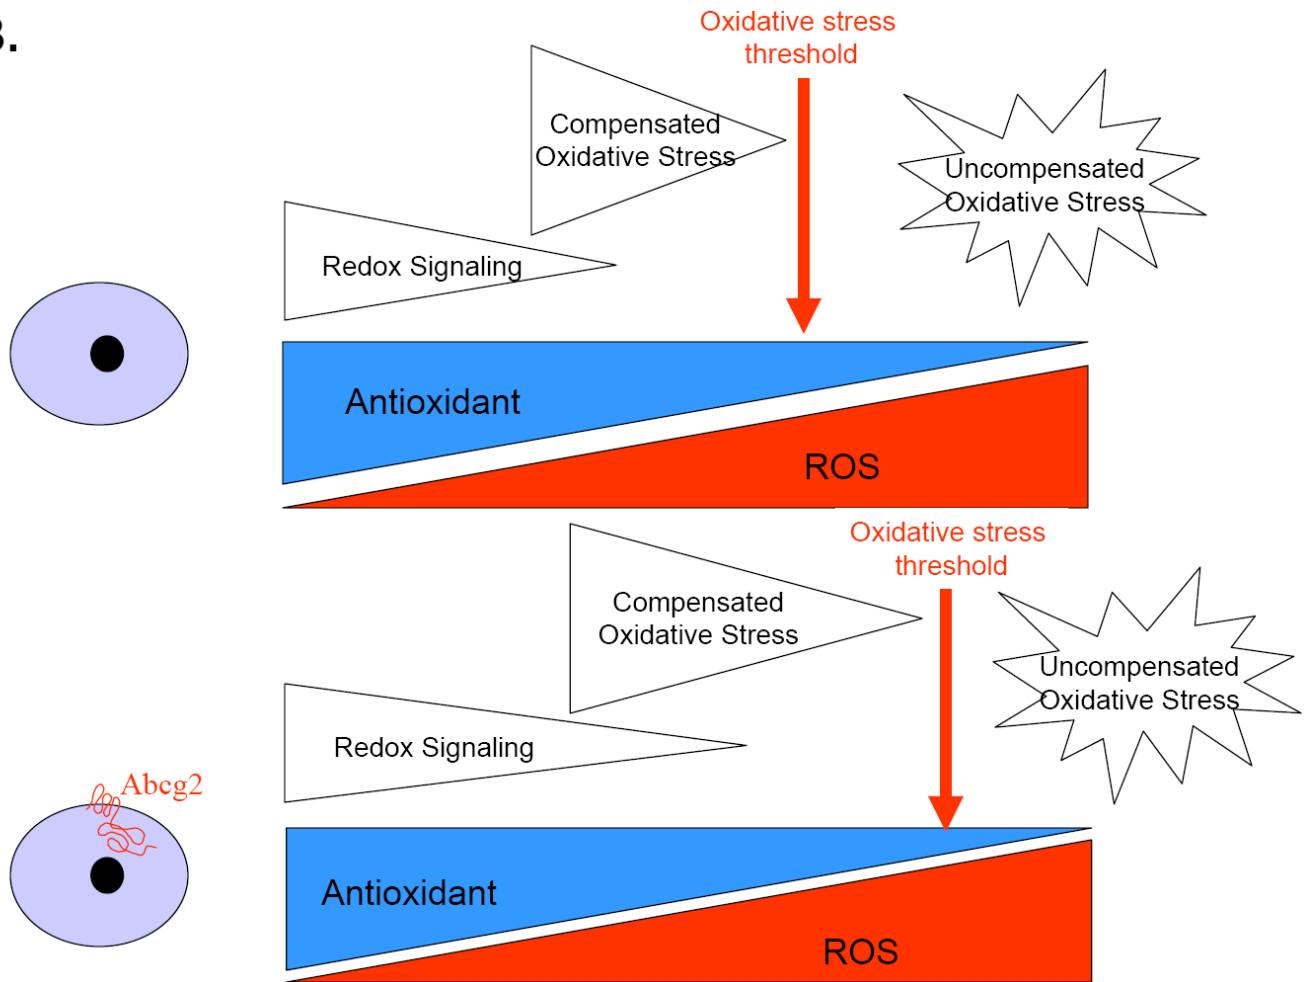 B.
Oxidative stress
threshold
Compensated
Oxidative Stress
Uncompensated
Oxidative Stress
Redox Signaling
Antioxidant
ROS
Oxidative stress
threshold
Compensated
Oxidative Stress
Uncompensated
Oxidative Stress
Redox Signaling
Abcg2
Antioxidant
ROS